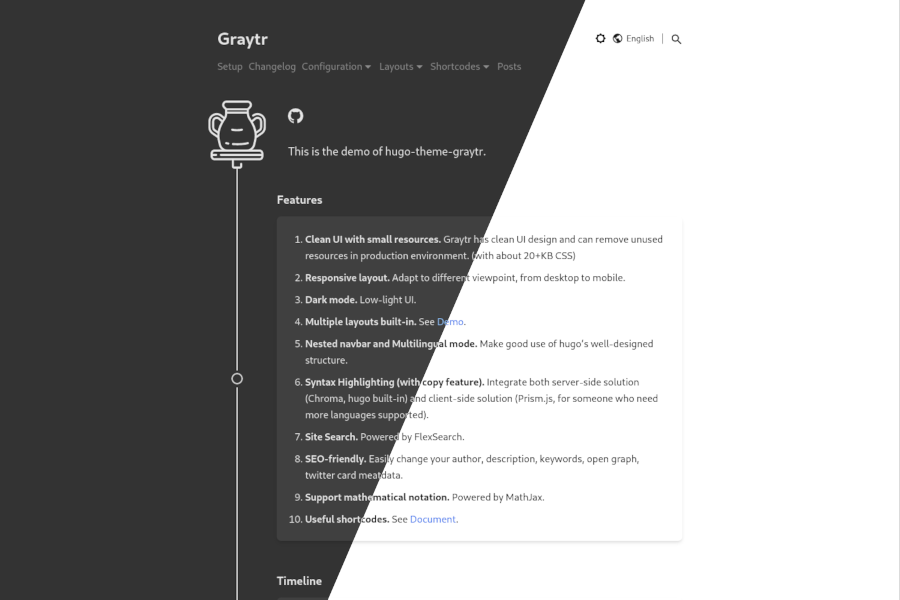 Graytr
English
Setup Changelog Configuration Layouts Shortcodes Posts
This is the demo of hugo-theme-graytr.
Features
1. Clean UI with small resources. Graytr has clean UI design and can remove unused
resources in production environment. (with about 20+KB CSS)
2. Responsive layout. Adapt to different viewpoint, from desktop to mobile.
3. Dark mode. Low-light UI.
4. Multiple layouts built-in. See Demo.
5. Nested navbar and Multilingual mode. Make good use of hugo's well-designed
structure.
6. Syntax Highlighting (with copy feature). Integrate both server-side solution
(Chroma, hugo built-in) and client-side solution (Prism.js, for someone who need
more languages supported).
7. Site Search. Powered by FlexSearch.
8. SEO-friendly. Easily change your author, description, keywords, open graph,
twitter card meatdata.
9. Support mathematical notation. Powered by MathJax.
10. Useful shortcodes. See Document.
Timeline